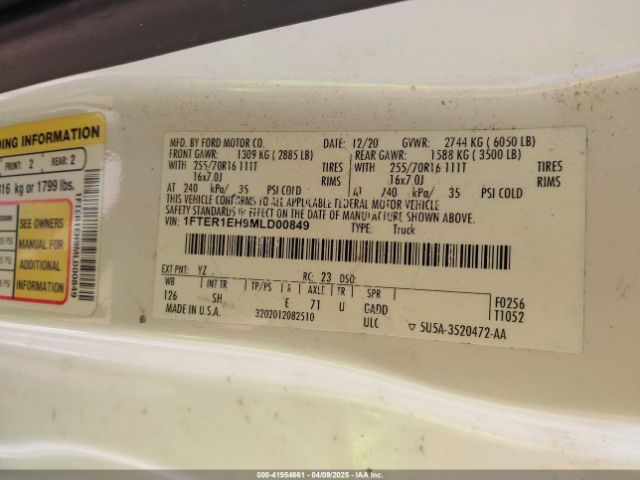 DING INFORMATION
FRONT: 2 REAR: 2
816 kg or 1799 lbs.
SEE OWNERS
MANUAL FOR
ADDITIONAL
INFORMATION
1FTER1EH9MLD00849
MFD. BY FORD MOTOR CO. 12/20 GVWR: 2744 KG ( 6050 LB)
FRONT GAWR: 1309 KG ( 2885 LB) REAR GAWR: 1588 KG ( 3500 LB)
WITH 255/70R16 111T TIRES WITH 255/70R16 111T TIRES
16x7.0J RIMS 16x7.0J RIMS
AT 240 kPa/ 35 PSI COLD AT 240 kPa/ 35 PSI COLD
THIS VEHICLE CONFORMS TO ALL APPLICABLE FEDERAL MOTOR VEHICLE
SAFETY STANDARDS IN EFFECT ON THE DATE OF MANUFACTURE SHOWN ABOVE.
VIN: 1FTER1EH9MLD00849 TYPE: Truck
EXT PNT: YZ RC: 23 DSO:
WB INT TR TP/PS R AXLE TR SPR F0256
126 SH E 71 U GADD T1052
MADE IN U.S.A. 3202012082510 ULC ▽ 5U5A-3520472-AA
000-41954661 - 04/09/2025 - IAAI.COM